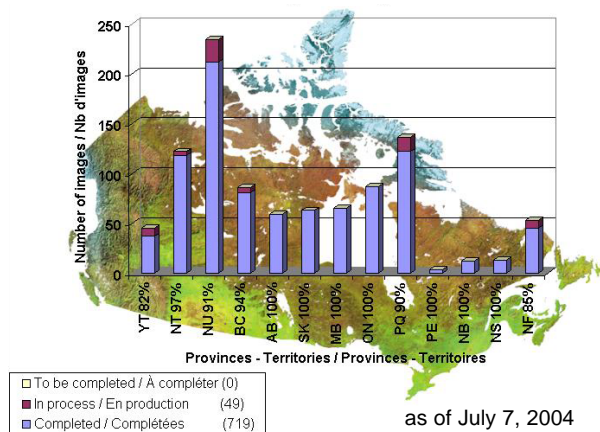 Number of images / Nb d'images
250
200
150
100
50
0
YT 82%
NT 97%
NU 91%
BC 94%
AB 100%
SK 100%
MB 100%
ON 100%
PQ 90%
PE 100%
NB 100%
NS 100%
NF 85%
Provinces - Territories / Provinces - Territoires
To be completed / À compléter (0)
In process / En production (49)
Completed / Complétées (719)
as of July 7, 2004